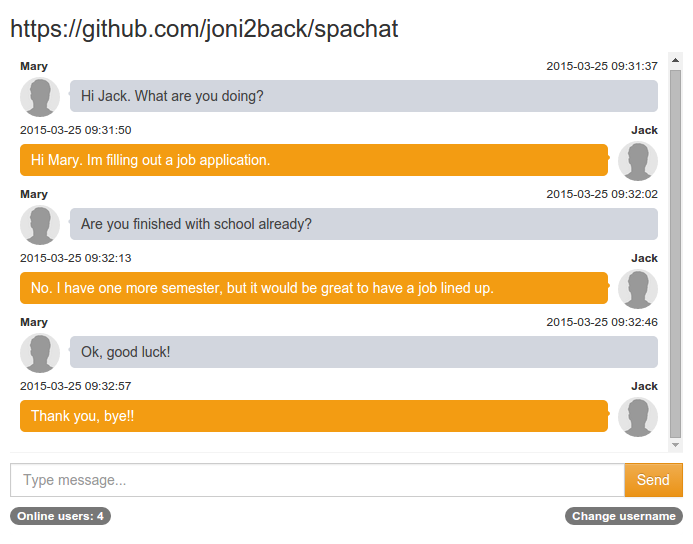 https://github.com/joni2back/spachat
Mary 2015-03-25 09:31:37
Hi Jack. What are you doing?
2015-03-25 09:31:50 Jack
Hi Mary. Im filling out a job application.
Mary 2015-03-25 09:32:02
Are you finished with school already?
2015-03-25 09:32:13 Jack
No. I have one more semester, but it would be great to have a job lined up.
Mary 2015-03-25 09:32:46
Ok, good luck!
2015-03-25 09:32:57 Jack
Thank you, bye!!
Type message... Send
Online users: 4 Change username